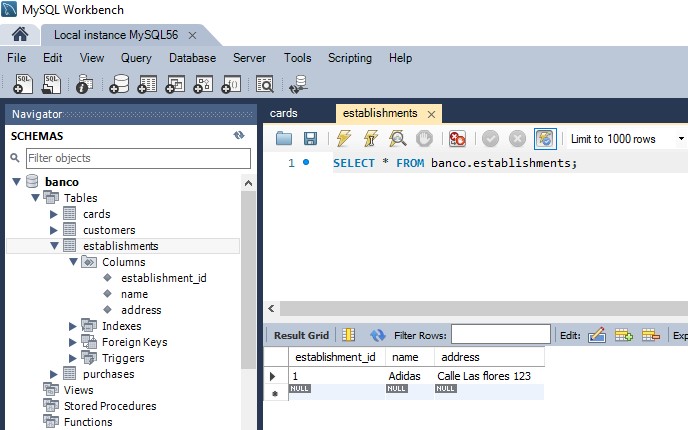 MySQL Workbench
Local instance MySQL56 ×
File Edit View Query Database Server Tools Scripting Help
SQL SQL
Navigator
SCHEMAS
Filter objects
banco
Tables
cards
customers
establishments
Columns
establishment_id
name
address
Indexes
Foreign Keys
Triggers
purchases
Views
Stored Procedures
Functions
cards establishments ×
Limit to 1000 rows
1 SELECT * FROM banco.establishments;
Result Grid Filter Rows: Edit: Exp
establishment_id name address
1 Adidas Calle Las flores 123
NULL NULL NULL